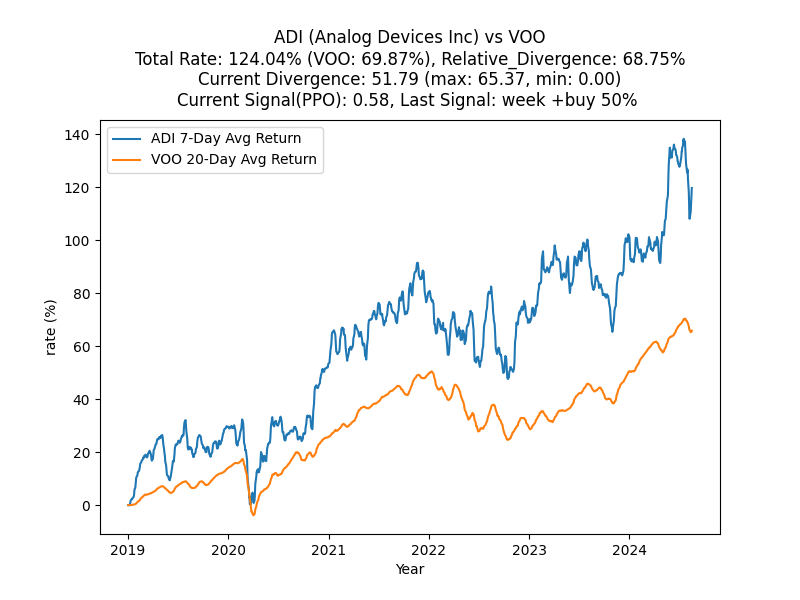 ADI (Analog Devices Inc) vs VOO
Total Rate: 124.04% (VOO: 69.87%), Relative_Divergence: 68.75%
Current Divergence: 51.79 (max: 65.37, min: 0.00)
Current Signal(PPO): 0.58, Last Signal: week +buy 50%
ADI 7-Day Avg Return
VOO 20-Day Avg Return
140
120
100
80
60
40
20
0
rate (%)
2019 2020 2021 2022 2023 2024
Year